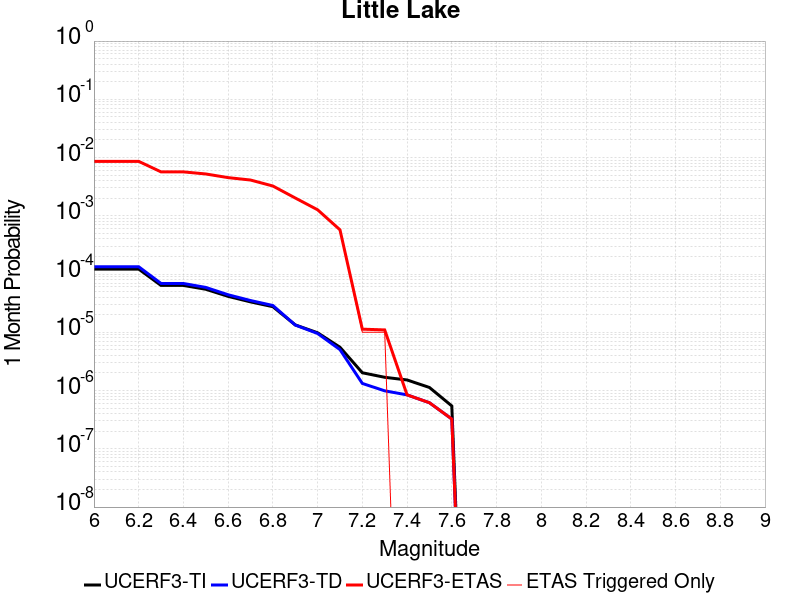 Little Lake
1 Month Probability
10^0
10^-1
10^-2
10^-3
10^-4
10^-5
10^-6
10^-7
10^-8
6 6.2 6.4 6.6 6.8 7 7.2 7.4 7.6 7.8 8 8.2 8.4 8.6 8.8 9
Magnitude
UCERF3-TI UCERF3-TD UCERF3-ETAS ETAS Triggered Only